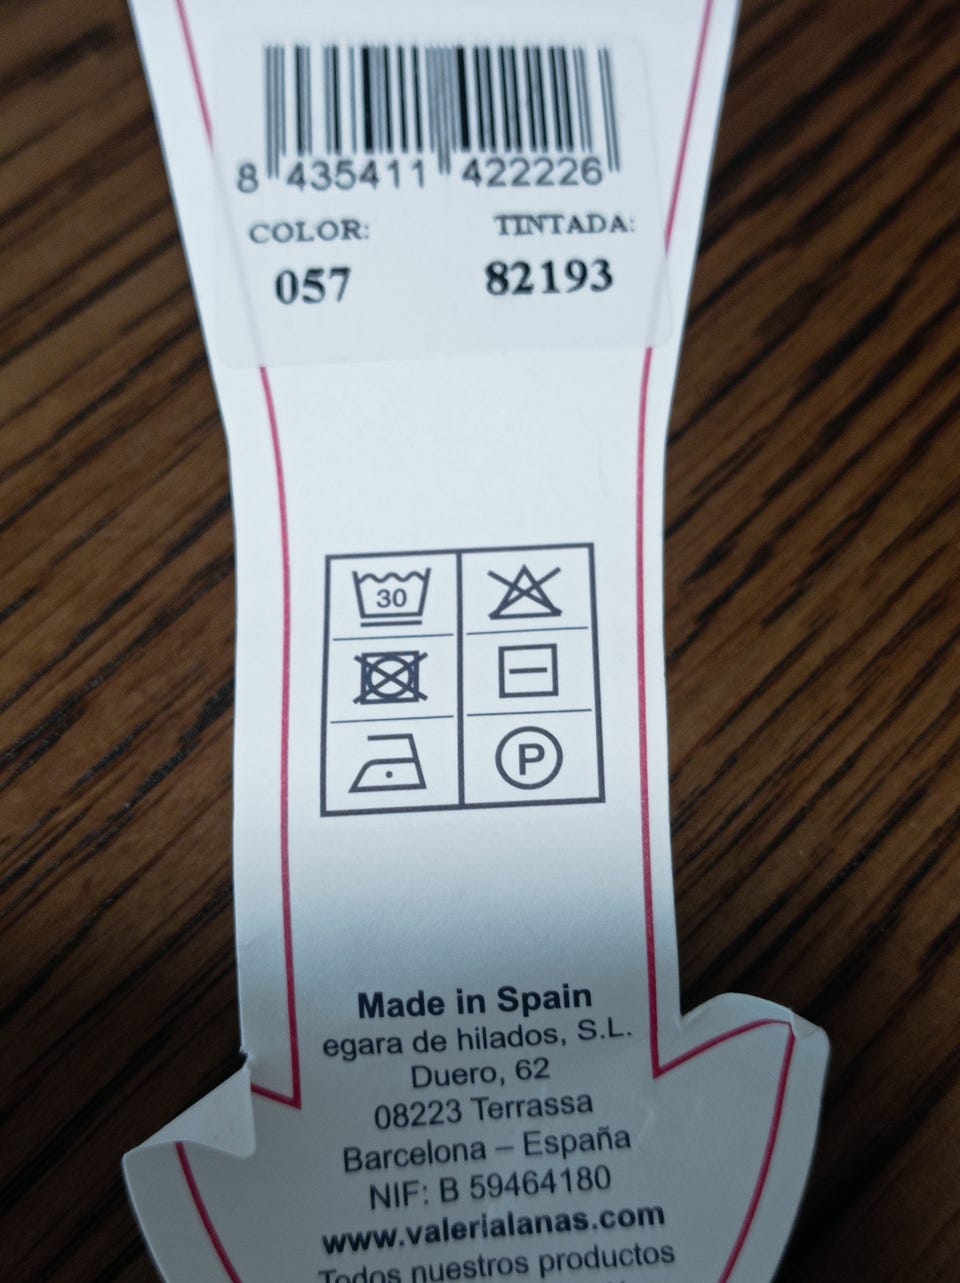 8 435411 422226
COLOR: TINTADA:
057 82193
30
P
Made in Spain
egara de hilados, S.L.
Duero, 62
08223 Terrassa
Barcelona – España
NIF: B 59464180
www.valerialanas.com
Todos nuestros productos